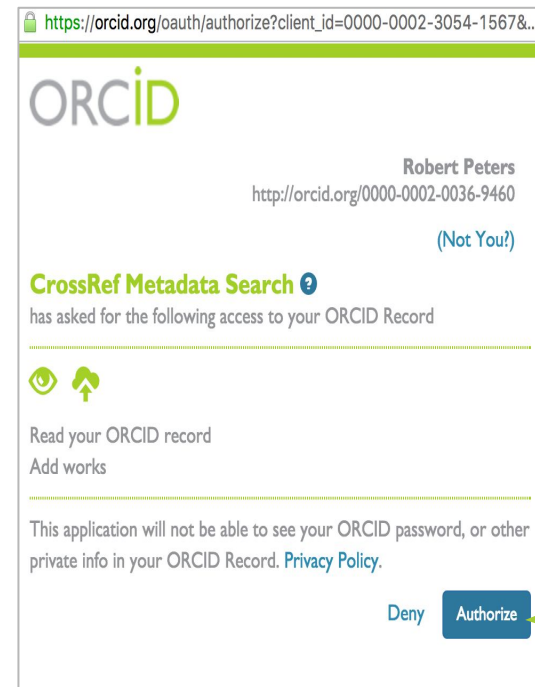 https://orcid.org/oauth/authorize?client_id=0000-0002-3054-1567&...
ORCID
Robert Peters
http://orcid.org/0000-0002-0036-9460
(Not You?)
CrossRef Metadata Search ?
has asked for the following access to your ORCID Record
Read your ORCID record
Add works
This application will not be able to see your ORCID password, or other
private info in your ORCID Record. Privacy Policy.
Deny Authorize